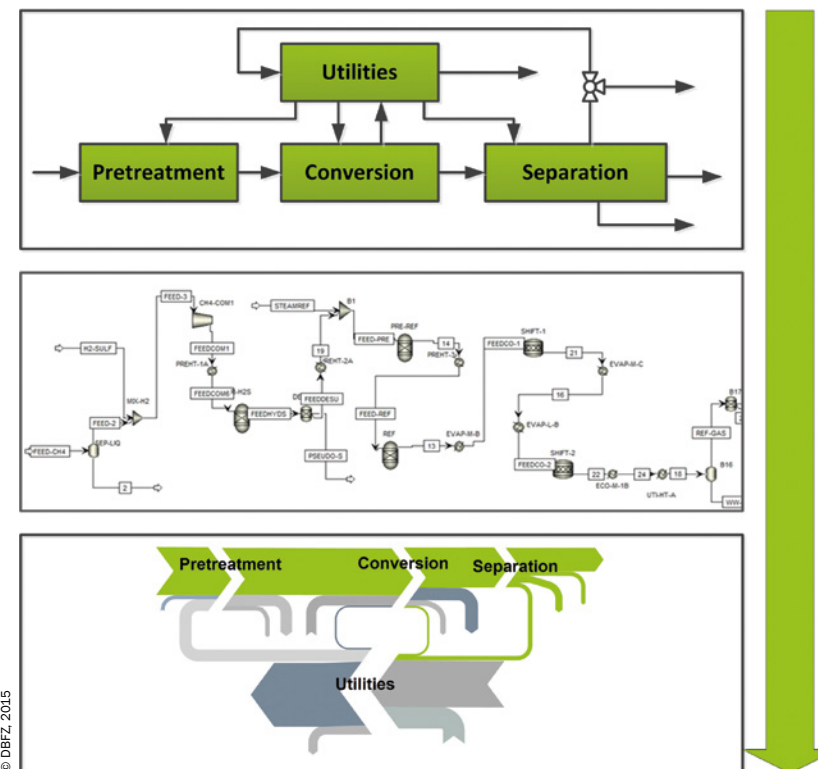 Utilities
Pretreatment
Conversion
Separation
FEED-3
CH4-COM1
STEAMREF
B1
FEED-PRE
PRE-REF
14
PREHT-3
FEEDCO-1
SHIFT-1
21
EVAP-M-C
H2-SULF
FEEDCOM1
PREHT-1A
19
PREHT-2A
16
B17
MIX-H2
FEEDCOM6
R-H2S
FEEDHYDS
FEEDDESU
FEED-REF
EVAP-L-B
REF-GAS
FEED-2
FEED-CH4
SEP-LIQ
REF
13
EVAP-M-B
FEEDCO-2
SHIFT-2
PSEUDO-S
22
24
18
B16
ECO-M-1B
UTI-HT-A
2
WW-
Pretreatment
Conversion
Separation
Utilities
© DBFZ, 2015